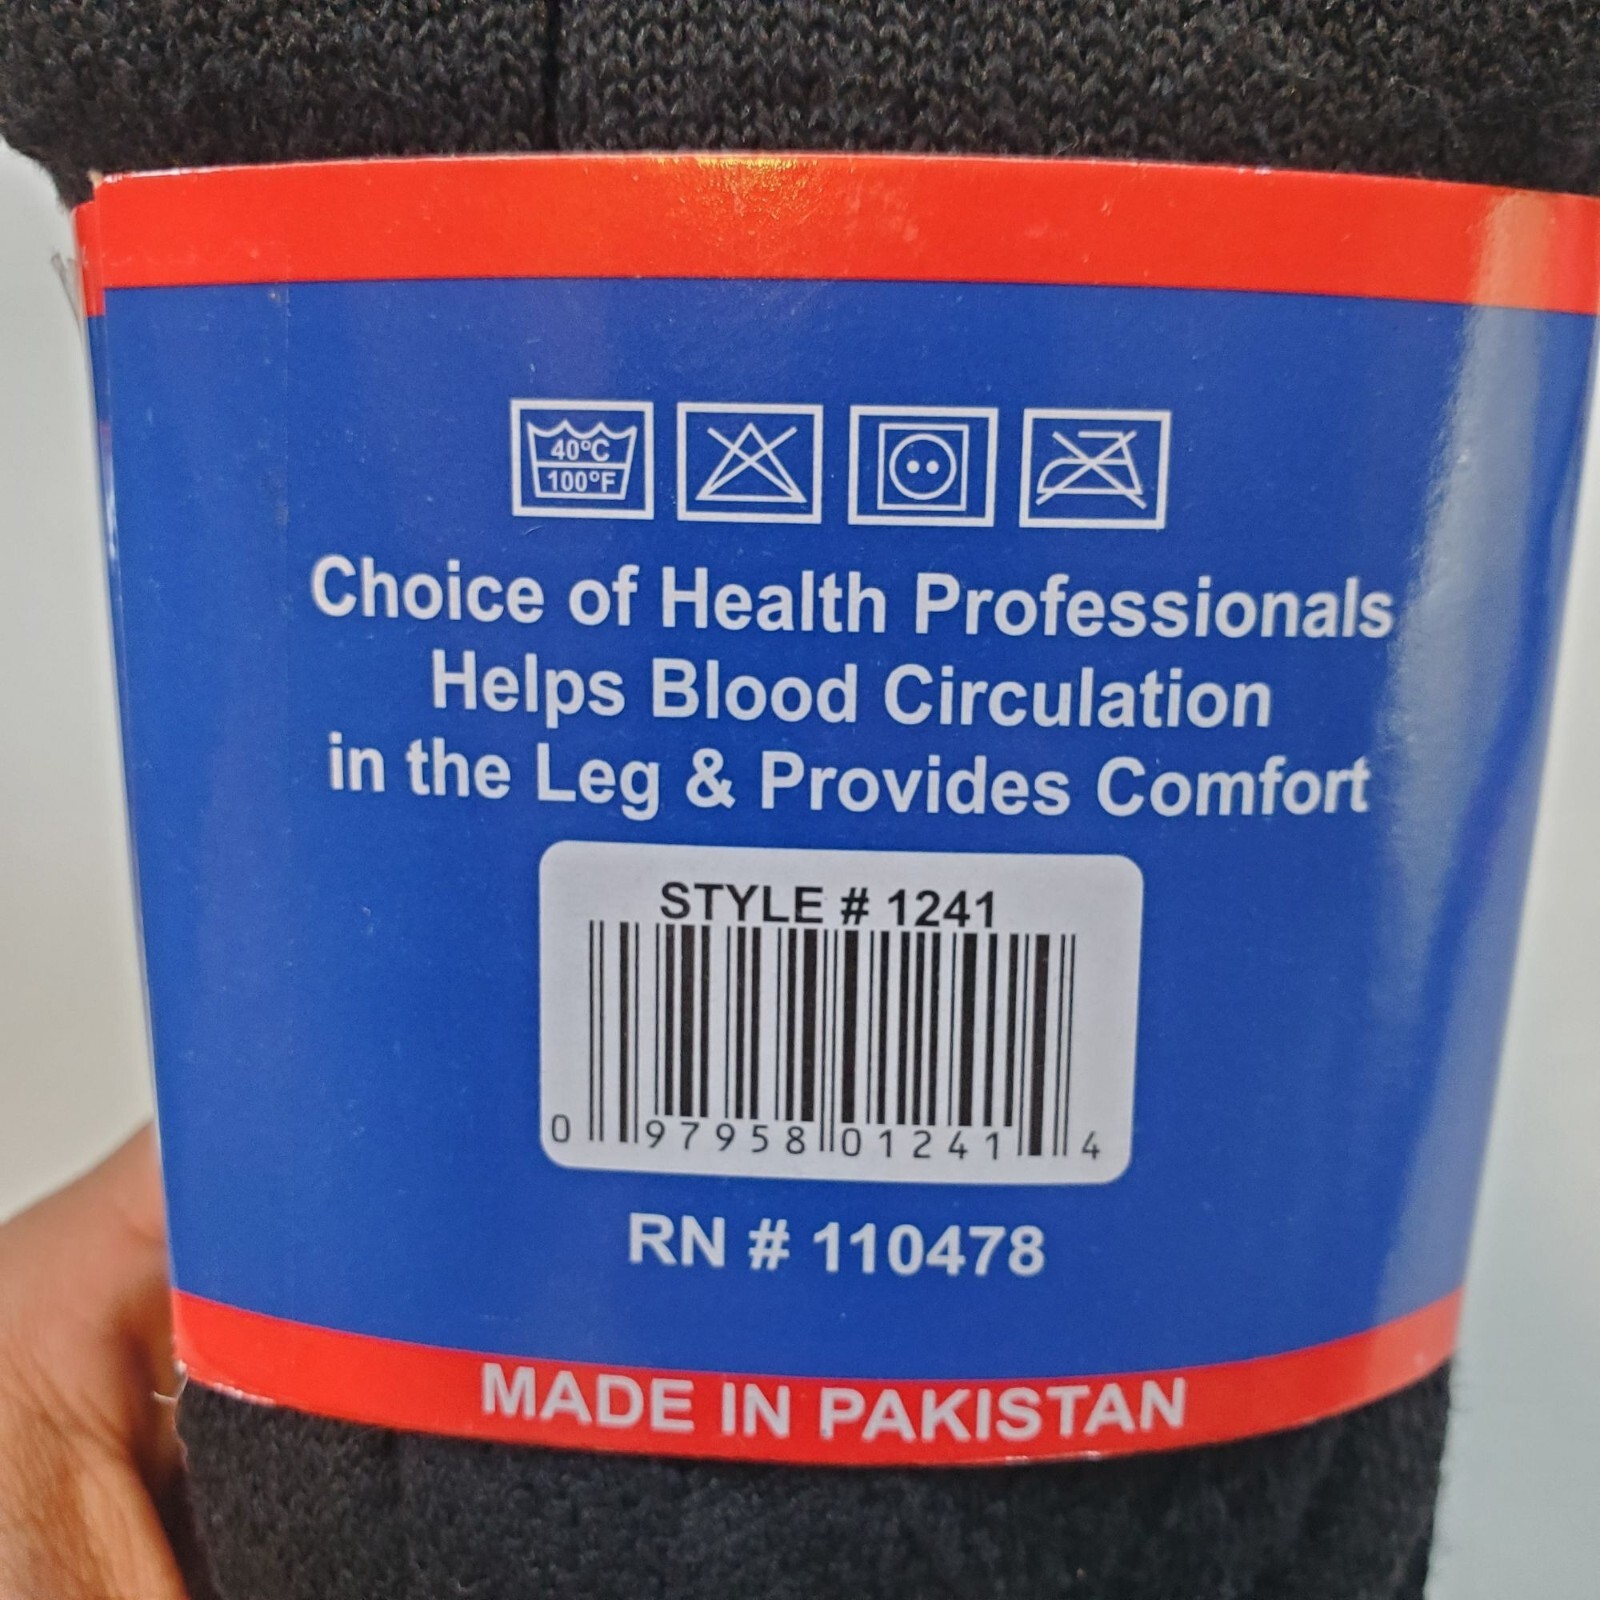 40°C
100°F
Choice of Health Professionals
Helps Blood Circulation
in the Leg & Provides Comfort
STYLE # 1241
0 97958 01241 4
RN # 110478
MADE IN PAKISTAN